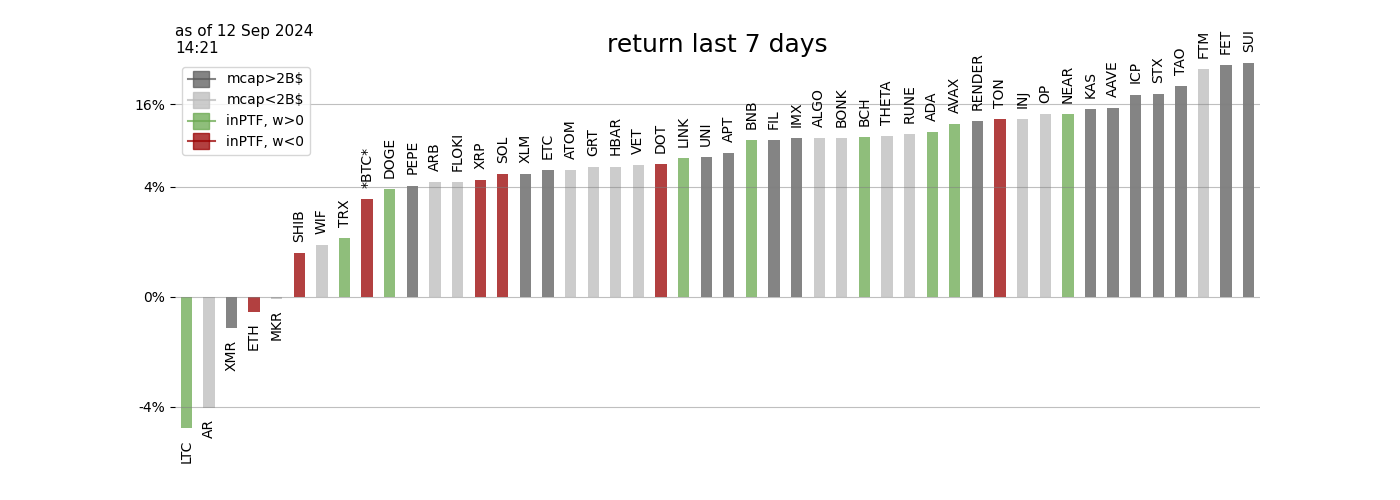 as of 12 Sep 2024
14:21
return last 7 days
mcap>2B$
mcap<2B$
inPTF, w>0
inPTF, w<0
16%
4%
0%
-4%
LTC
AR
XMR
ETH
MKR
SHIB
WIF
TRX
*BTC*
DOGE
PEPE
ARB
FLOKI
XRP
SOL
XLM
ETC
ATOM
GRT
HBAR
VET
DOT
LINK
UNI
APT
BNB
FIL
IMX
ALGO
BONK
BCH
THETA
RUNE
ADA
AVAX
RENDER
TON
INJ
OP
NEAR
KAS
AAVE
ICP
STX
TAO
FTM
FET
SUI